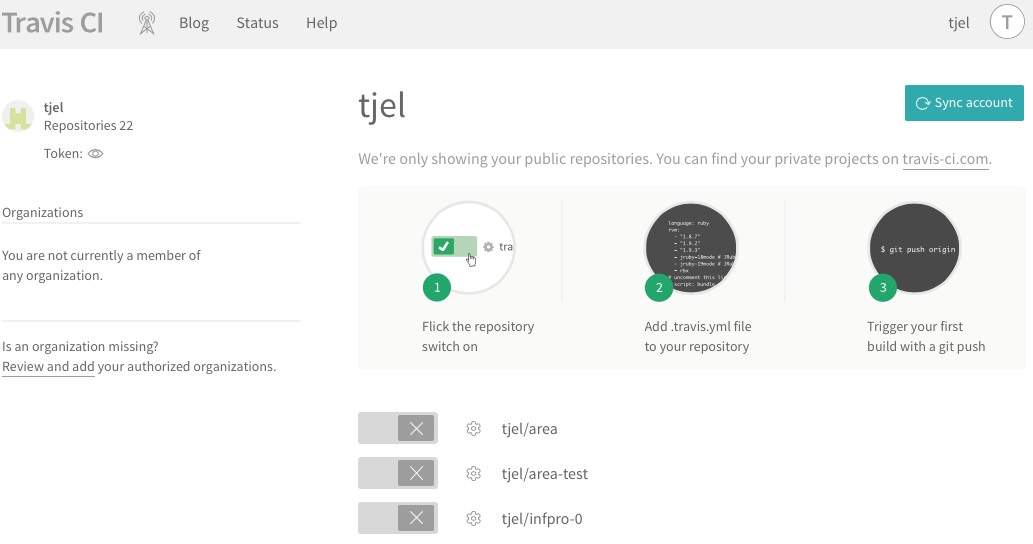 Travis CI
Blog
Status
Help
tjel
T
tjel
Repositories 22
Token:
Organizations
You are not currently a member of
any organization.
Is an organization missing?
Review and add your authorized organizations.
tjel
Sync account
We're only showing your public repositories. You can find your private projects on travis-ci.com.
tra
1
Flick the repository
switch on
language: ruby
rvm:
- "1.8.7"
- "1.9.2"
- "1.9.3"
- jruby-18mode # JRub
- jruby-19mode # JRub
- rbx
# uncomment this li
script: bundle
2
Add .travis.yml file
to your repository
$ git push origin
3
Trigger your first
build with a git push
tjel/area
tjel/area-test
tjel/infpro-0